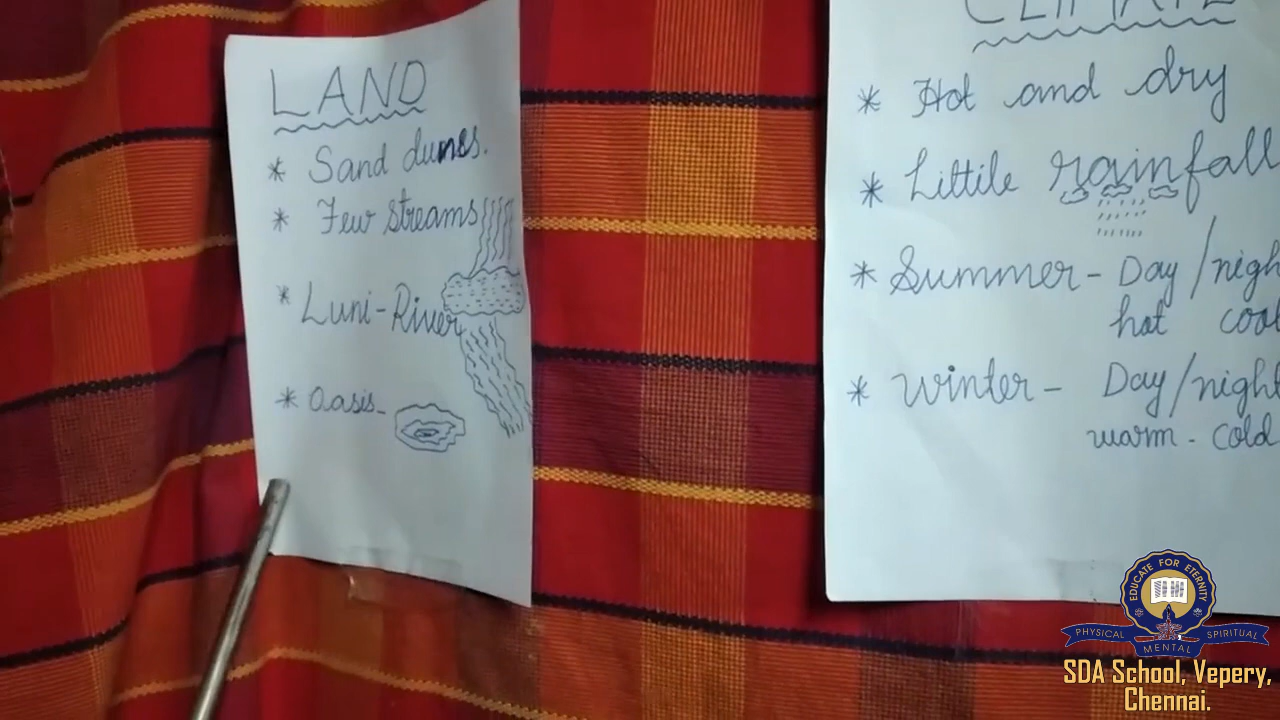 LAND
* Sand dunes.
* Few streams
* Luni-River
* Oasis-
CLIMATE
* Hot and dry
* Littile rainfall
* Summer - Day / nigh
hot cool
* Winter - Day / night
warm - cold
EDUCATE FOR ETERNITY
PHYSICAL MENTAL SPIRITUAL
SDA School, Vepery,
Chennai.